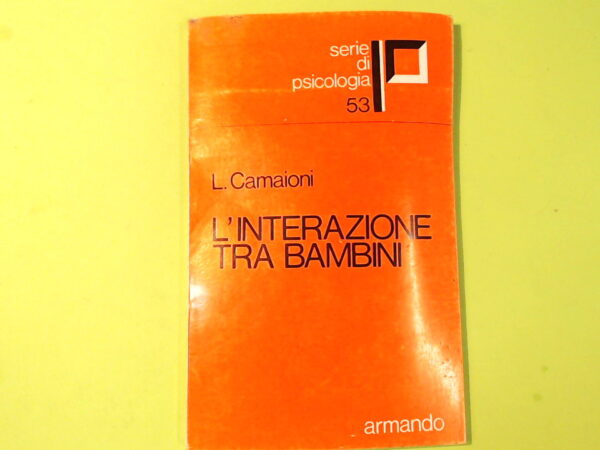 serie
di
psicologia
53
L. Camaioni
L'INTERAZIONE
TRA BAMBINI
armando